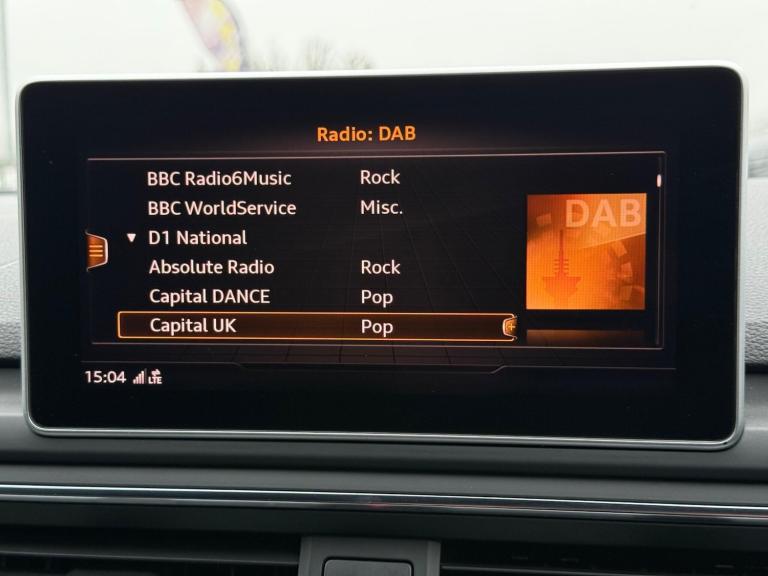 Radio: DAB
BBC Radio6Music Rock
BBC WorldService Misc.
▼ D1 National
Absolute Radio Rock
Capital DANCE Pop
Capital UK Pop
DAB
15:04 LTE